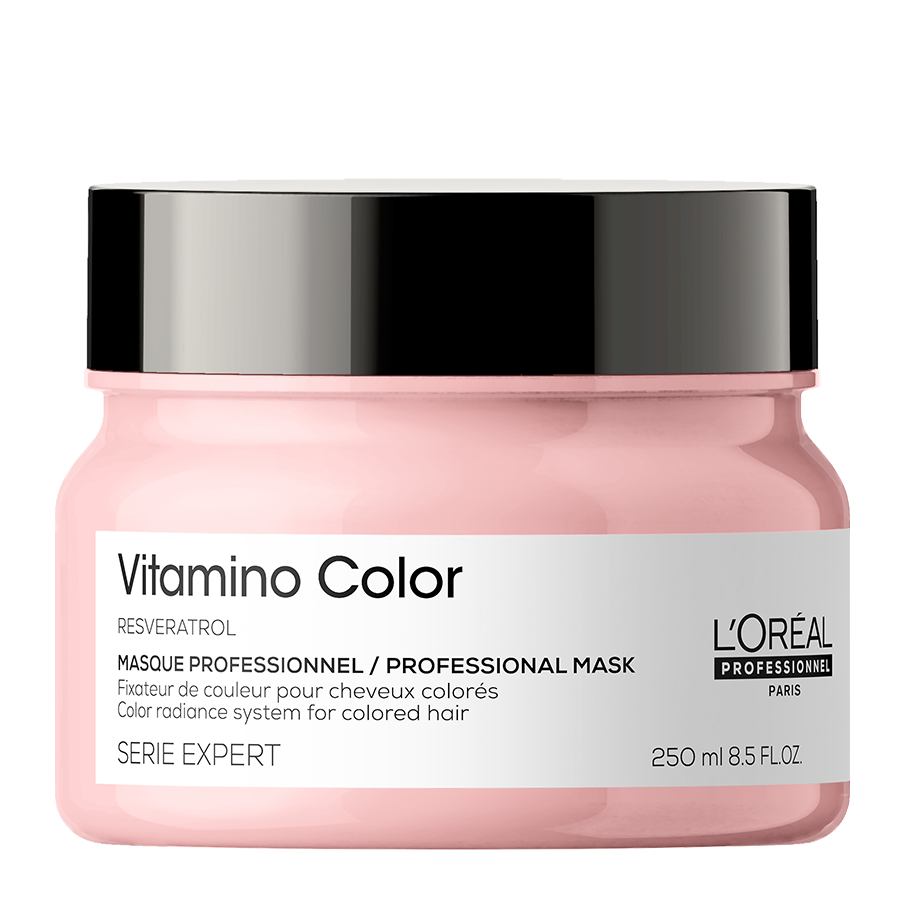 Vitamino Color
RESVERATROL
MASQUE PROFESSIONNEL / PROFESSIONAL MASK
Fixateur de couleur pour cheveux colorés
Color radiance system for colored hair
SERIE EXPERT
L'ORÉAL
PROFESSIONNEL
PARIS
250 ml 8.5 FL.OZ.